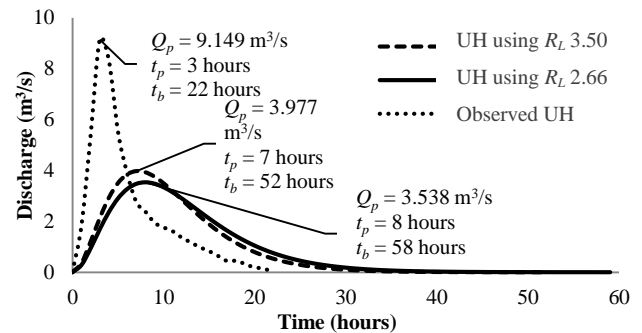 10
8
6
4
2
0
Discharge (m³/s)
Qp = 9.149 m³/s
tp = 3 hours
tb = 22 hours
Qp = 3.977
m³/s
tp = 7 hours
tb = 52 hours
Qp = 3.538 m³/s
tp = 8 hours
tb = 58 hours
UH using RL 3.50
UH using RL 2.66
Observed UH
0 10 20 30 40 50 60
Time (hours)